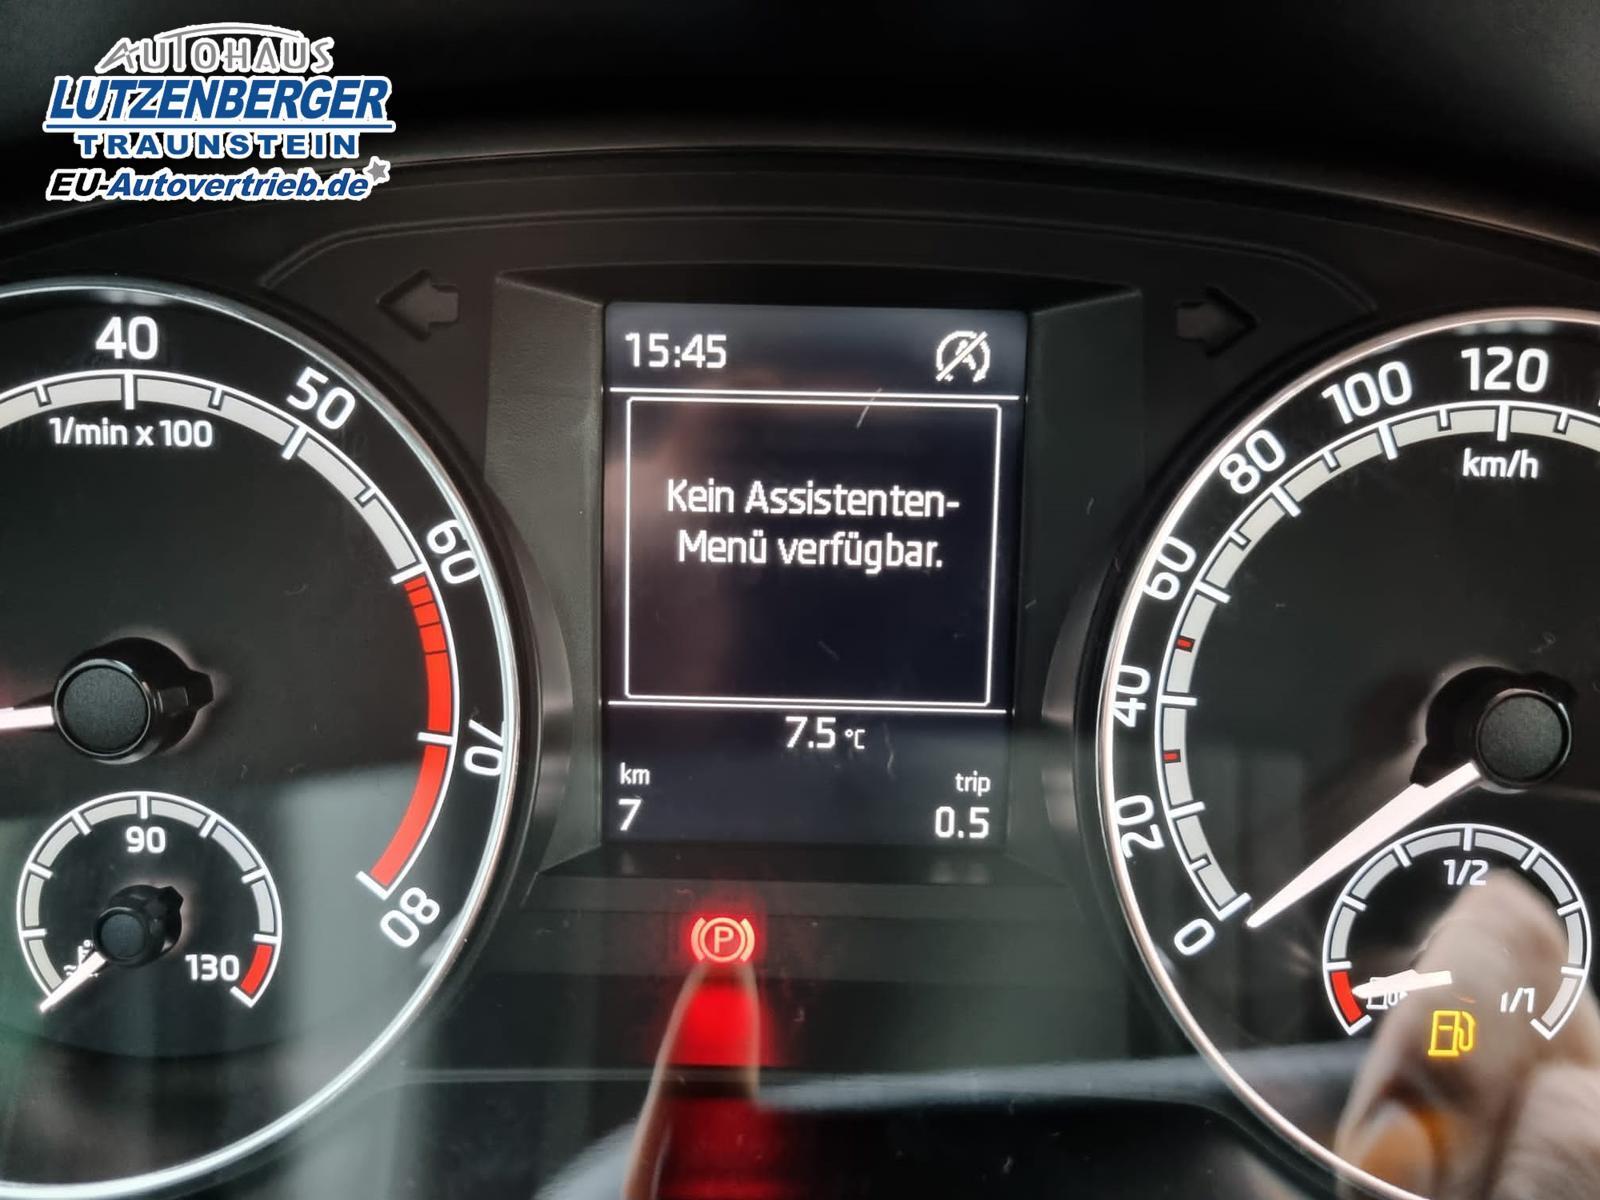 AUTOHAUS
LUTZENBERGER
TRAUNSTEIN
EU-Autovertrieb.de
15:45
A
Kein Assistenten-
Menü verfügbar.
7.5 °C
km
7
trip
0.5
40
50
60
70
80
1/min x 100
90
130
P
0
20
40
60
80
100
120
km/h
1/2
1/1